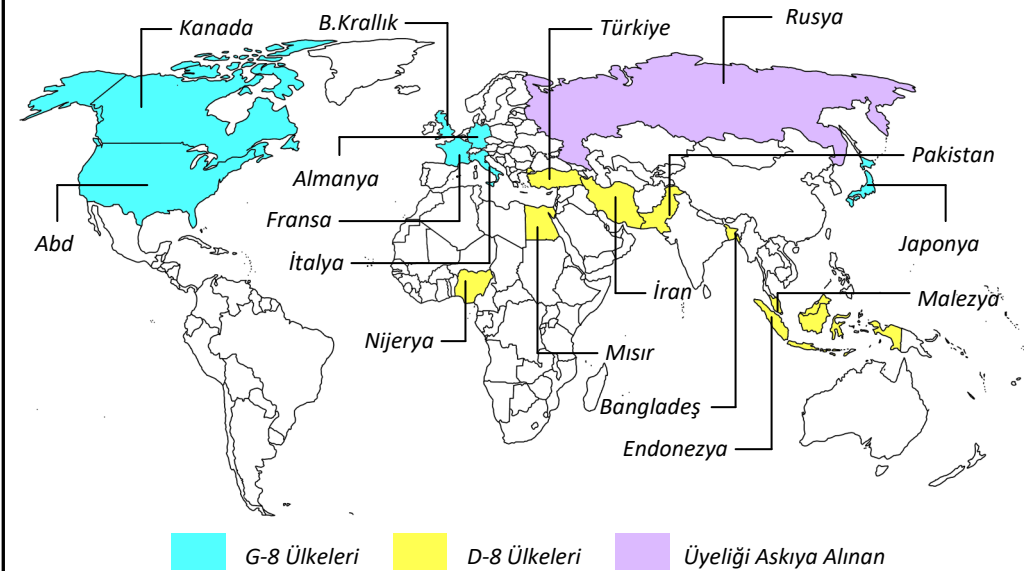 Kanada
B.Krallık
Türkiye
Rusya
Pakistan
Almanya
Fransa
Abd
İtalya
Japonya
İran
Malezya
Nijerya
Mısır
Bangladeş
Endonezya
G-8 Ülkeleri
D-8 Ülkeleri
Üyeliği Askıya Alınan